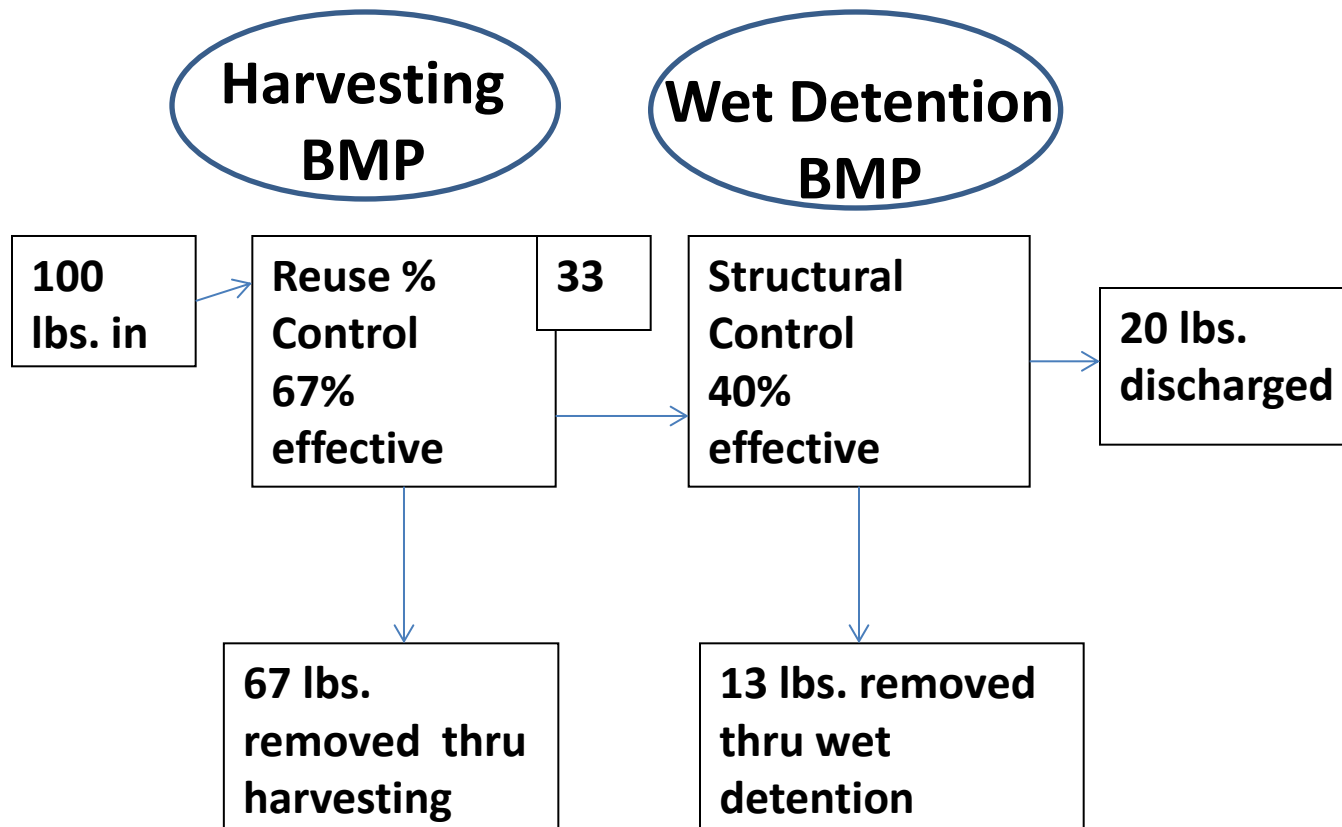 Harvesting
BMP
Wet Detention
BMP
100
lbs. in
Reuse %
Control
67%
effective
33
Structural
Control
40%
effective
20 lbs.
discharged
67 lbs.
removed  thru
harvesting
13 lbs. removed
thru wet
detention